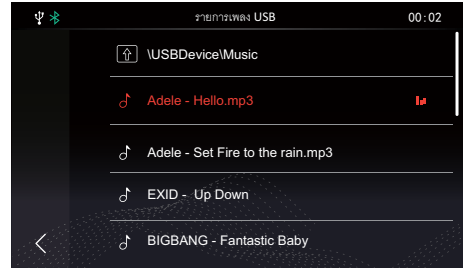 รายการเพลง USB 00:02
\USBDevice\Music
Adele - Hello.mp3
Adele - Set Fire to the rain.mp3
EXID - Up Down
BIGBANG - Fantastic Baby